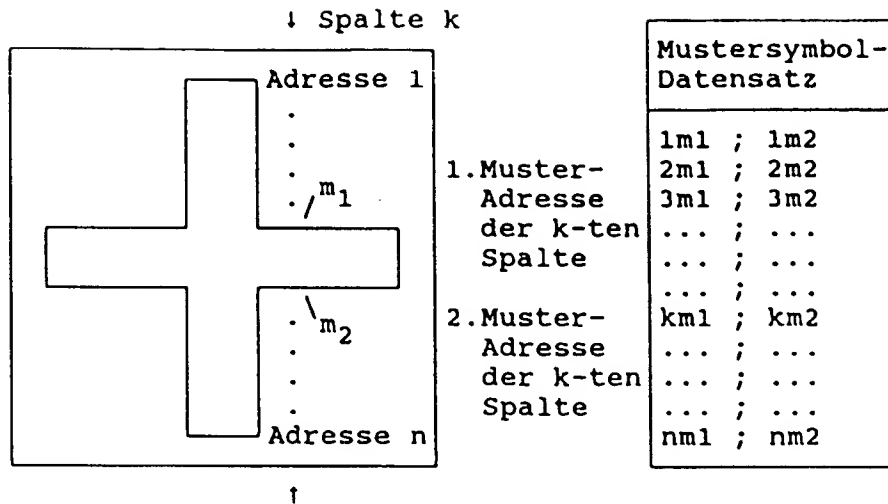 ↓ Spalte k
Adresse 1
.
.
.
.
m1
m2
.
.
.
.
Adresse n
↑
1.Muster-
Adresse
der k-ten
Spalte
2.Muster-
Adresse
der k-ten
Spalte
Mustersymbol-
Datensatz
1m1 ; 1m2
2m1 ; 2m2
3m1 ; 3m2
... ; ...
... ; ...
... ; ...
km1 ; km2
... ; ...
... ; ...
... ; ...
nm1 ; nm2